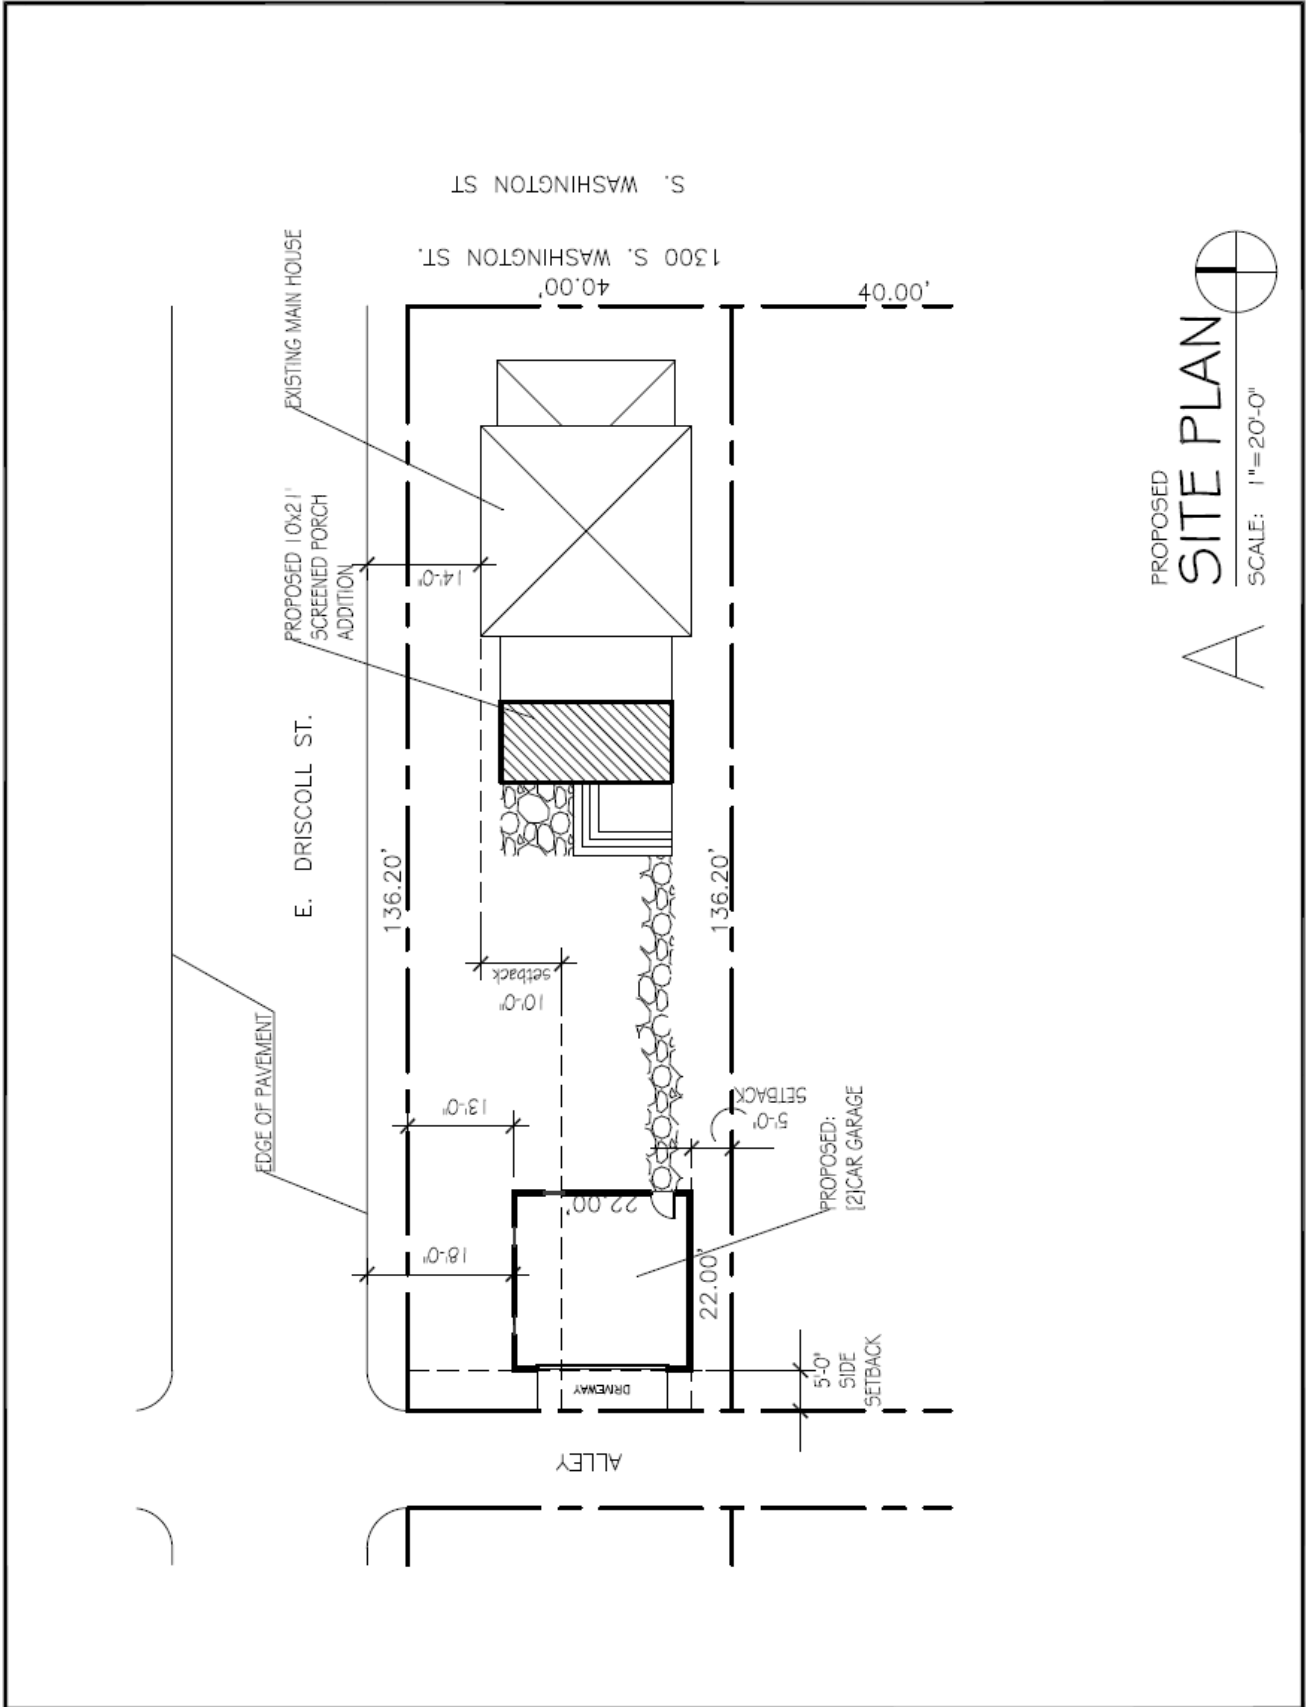 S. WASHINGTON ST
1300 S. WASHINGTON ST.
40.00'
40.00'
EXISTING MAIN HOUSE
PROPOSED 10x21'
SCREENED PORCH
ADDITION
14'-0"
E. DRISCOLL ST.
136.20'
136.20'
setback
10'-0"
EDGE OF PAVEMENT
13'-0"
5'-0"
SETBACK
PROPOSED:
[2]CAR GARAGE
22.00'
22.00'
18'-0"
DRIVEWAY
5'-0"
SIDE
SETBACK
ALLEY
A
PROPOSED
SITE PLAN
SCALE: 1"=20'-0"